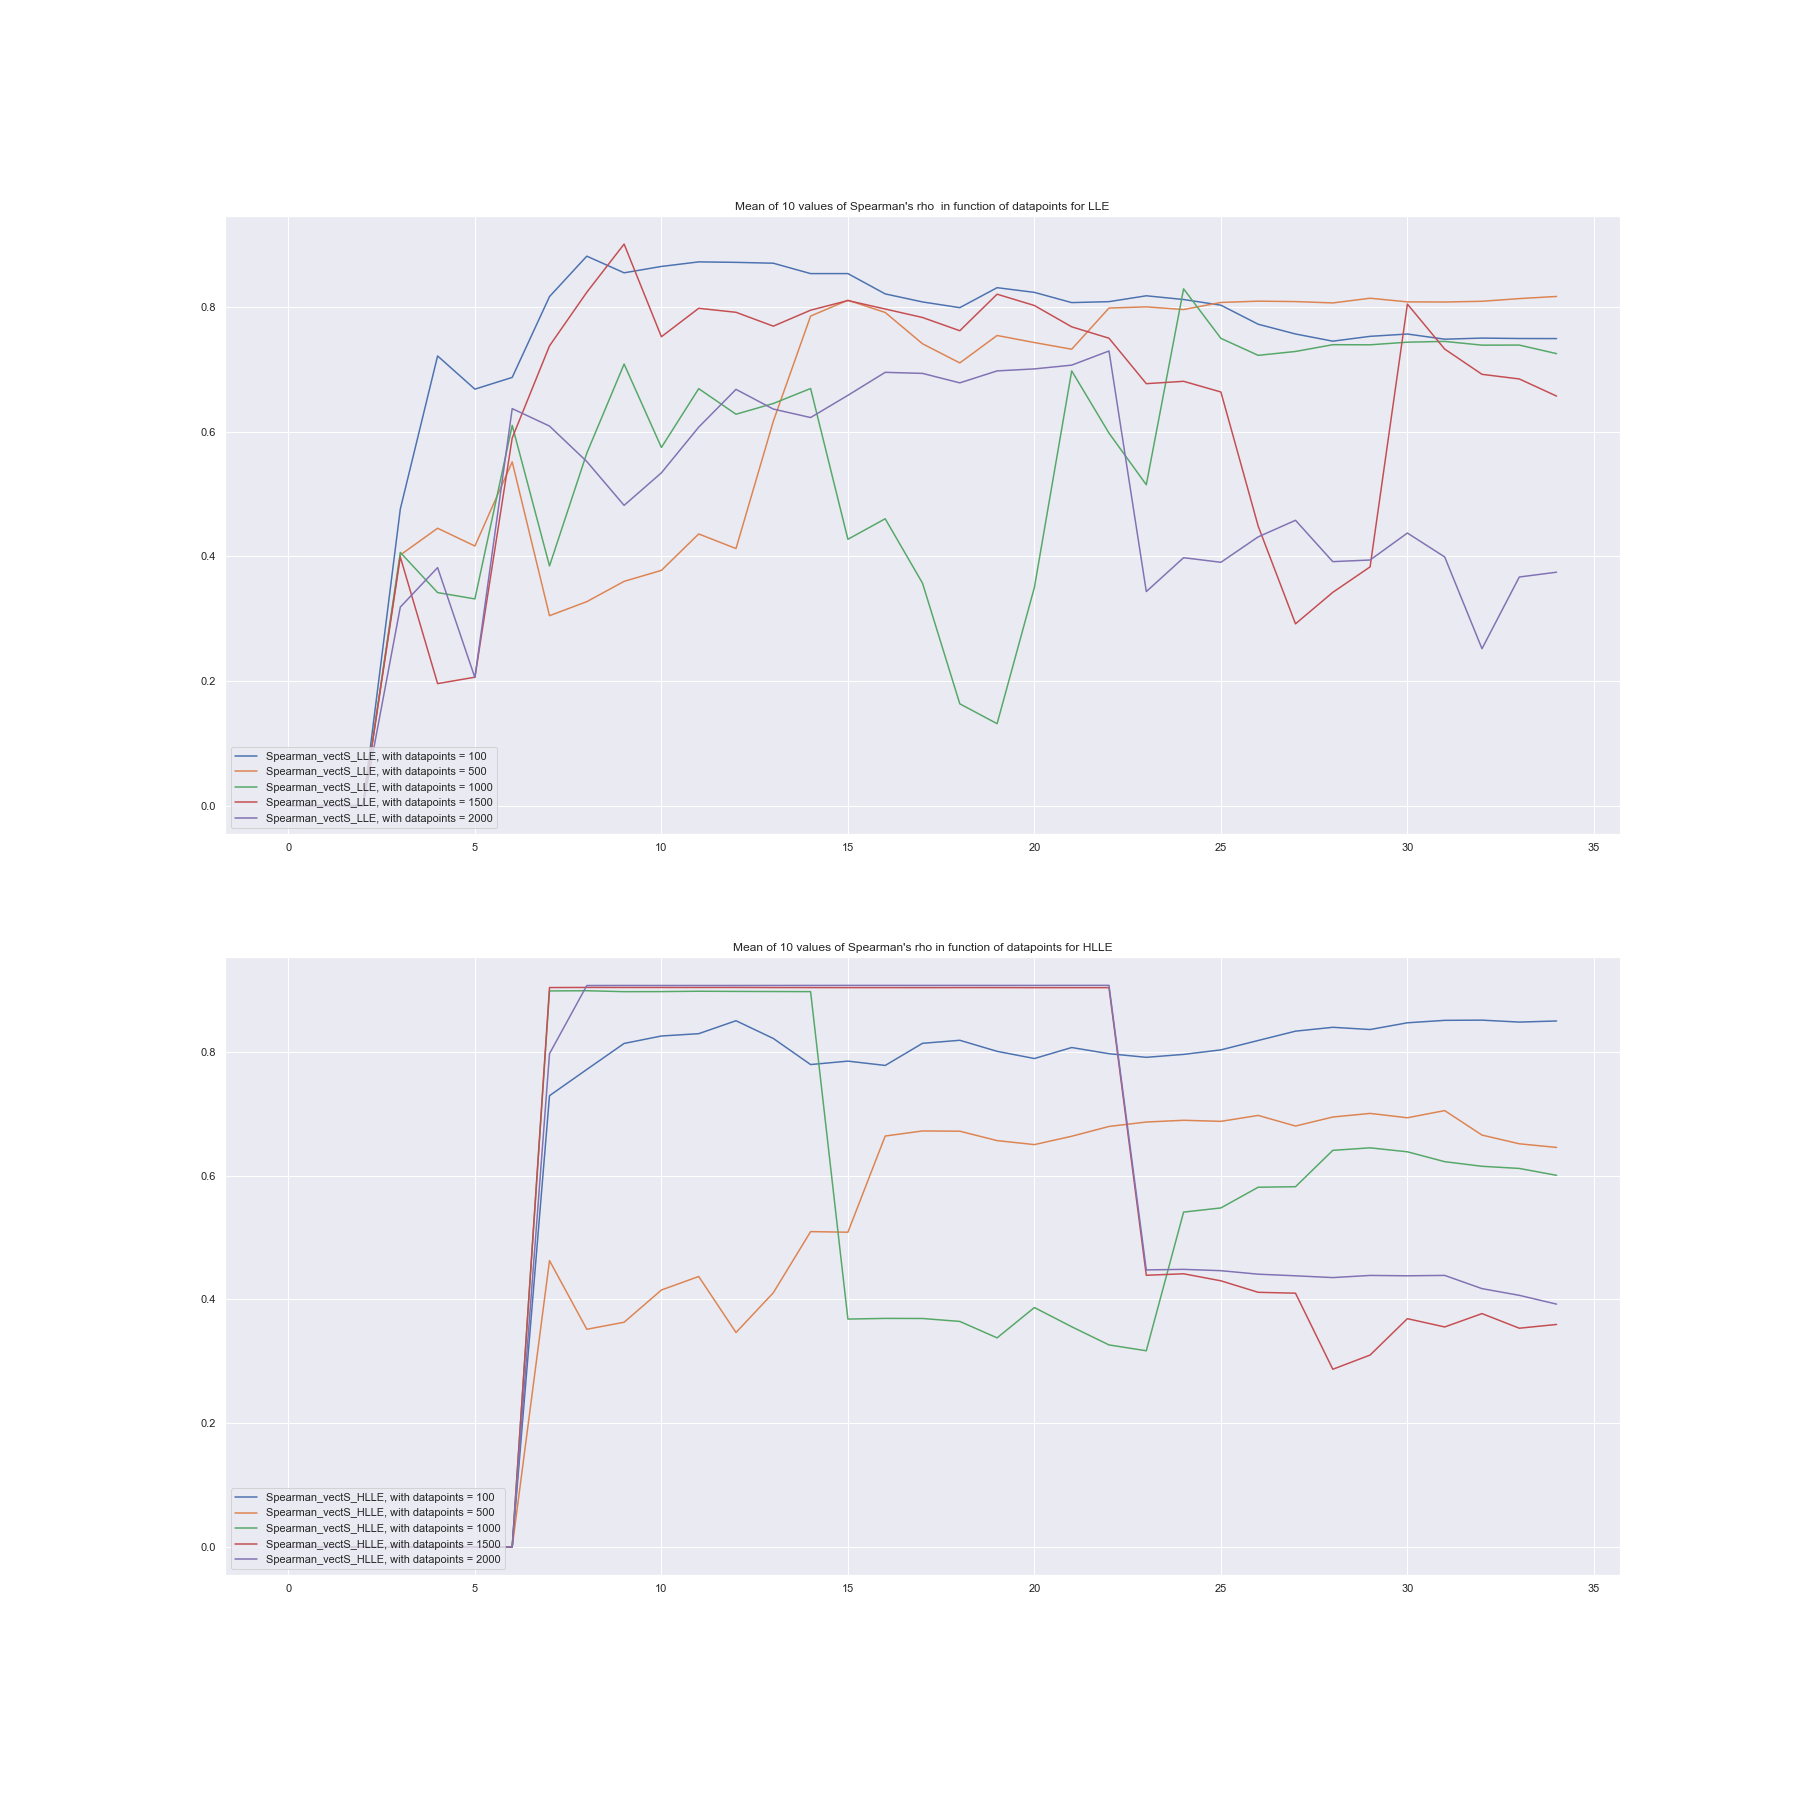 Mean of 10 values of Spearman's rho  in function of datapoints for LLE
0.8
0.6
0.4
0.2
0.0
Spearman_vectS_LLE, with datapoints = 100
Spearman_vectS_LLE, with datapoints = 500
Spearman_vectS_LLE, with datapoints = 1000
Spearman_vectS_LLE, with datapoints = 1500
Spearman_vectS_LLE, with datapoints = 2000
0 5 10 15 20 25 30 35
Mean of 10 values of Spearman's rho in function of datapoints for HLLE
0.8
0.6
0.4
0.2
0.0
Spearman_vectS_HLLE, with datapoints = 100
Spearman_vectS_HLLE, with datapoints = 500
Spearman_vectS_HLLE, with datapoints = 1000
Spearman_vectS_HLLE, with datapoints = 1500
Spearman_vectS_HLLE, with datapoints = 2000
0 5 10 15 20 25 30 35